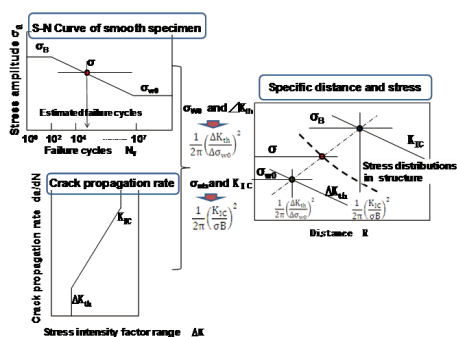 S-N Curve of smooth specimen
Stress amplitude σa
σB
σ
σw0
Estimated failure cycles
10⁰ 10² 10⁴ 10⁷
Failure cycles Nf
Crack propagation rate
Crack propagation rate da/dN
KIC
ΔKth
Stress intensity factor range ΔK
σw0 and ΔKth
1/2π (ΔKth/Δσw0)²
and KIC
1/2π (KIC/σB)²
Specific distance and stress
σB
KIC
σ
Stress distributions
in structure
σw0
ΔKth
1/2π (ΔKth/Δσw0)²
1/2π (KIC/σB)²
Distance R